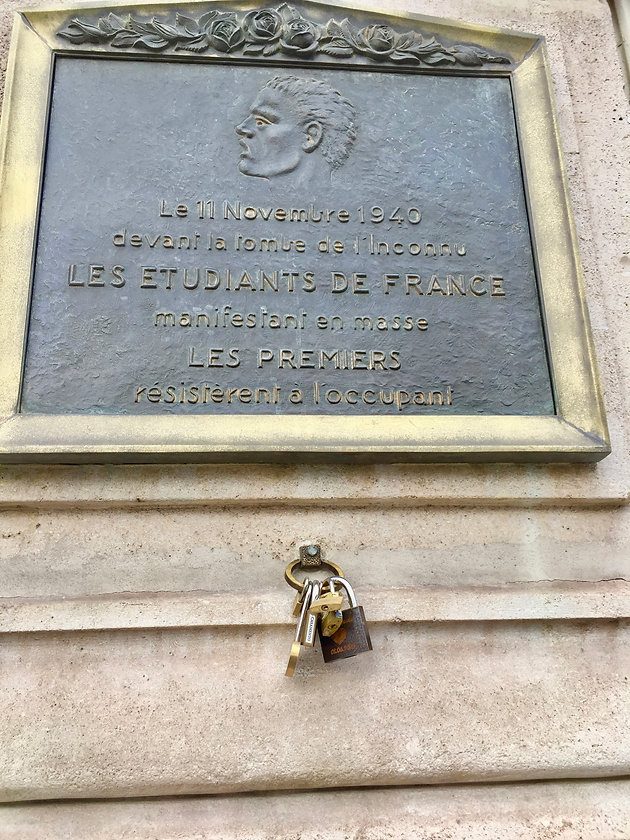 Le 11 Novembre 1940
devant la tombe de l'Inconnu
LES ETUDIANTS DE FRANCE
manifestant en masse
LES PREMIERS
résistèrent à l'occupant